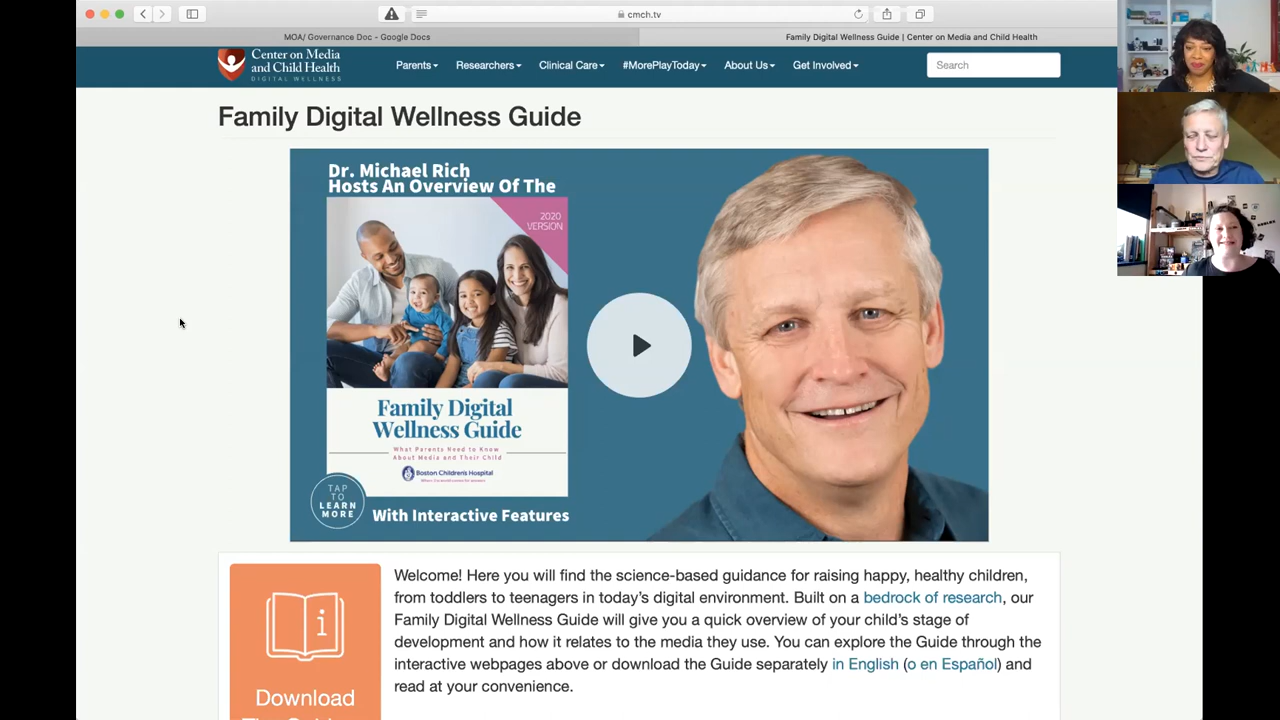 cmch.tv
MOA/ Governance Doc - Google Docs
Family Digital Wellness Guide | Center on Media and Child Health
Center on Media
and Child Health
DIGITAL WELLNESS
Parents
Researchers
Clinical Care
#MorePlayToday
About Us
Get Involved
Search
Family Digital Wellness Guide
Dr. Michael Rich
Hosts An Overview Of The
2020
VERSION
Family Digital
Wellness Guide
What Parents Need to Know
About Media and Their Child
Boston Children's Hospital
TAP
TO
LEARN
MORE
With Interactive Features
Welcome! Here you will find the science-based guidance for raising happy, healthy children,
from toddlers to teenagers in today's digital environment. Built on a bedrock of research, our
Family Digital Wellness Guide will give you a quick overview of your child's stage of
development and how it relates to the media they use. You can explore the Guide through the
interactive webpages above or download the Guide separately in English (o en Español) and
read at your convenience.
Download